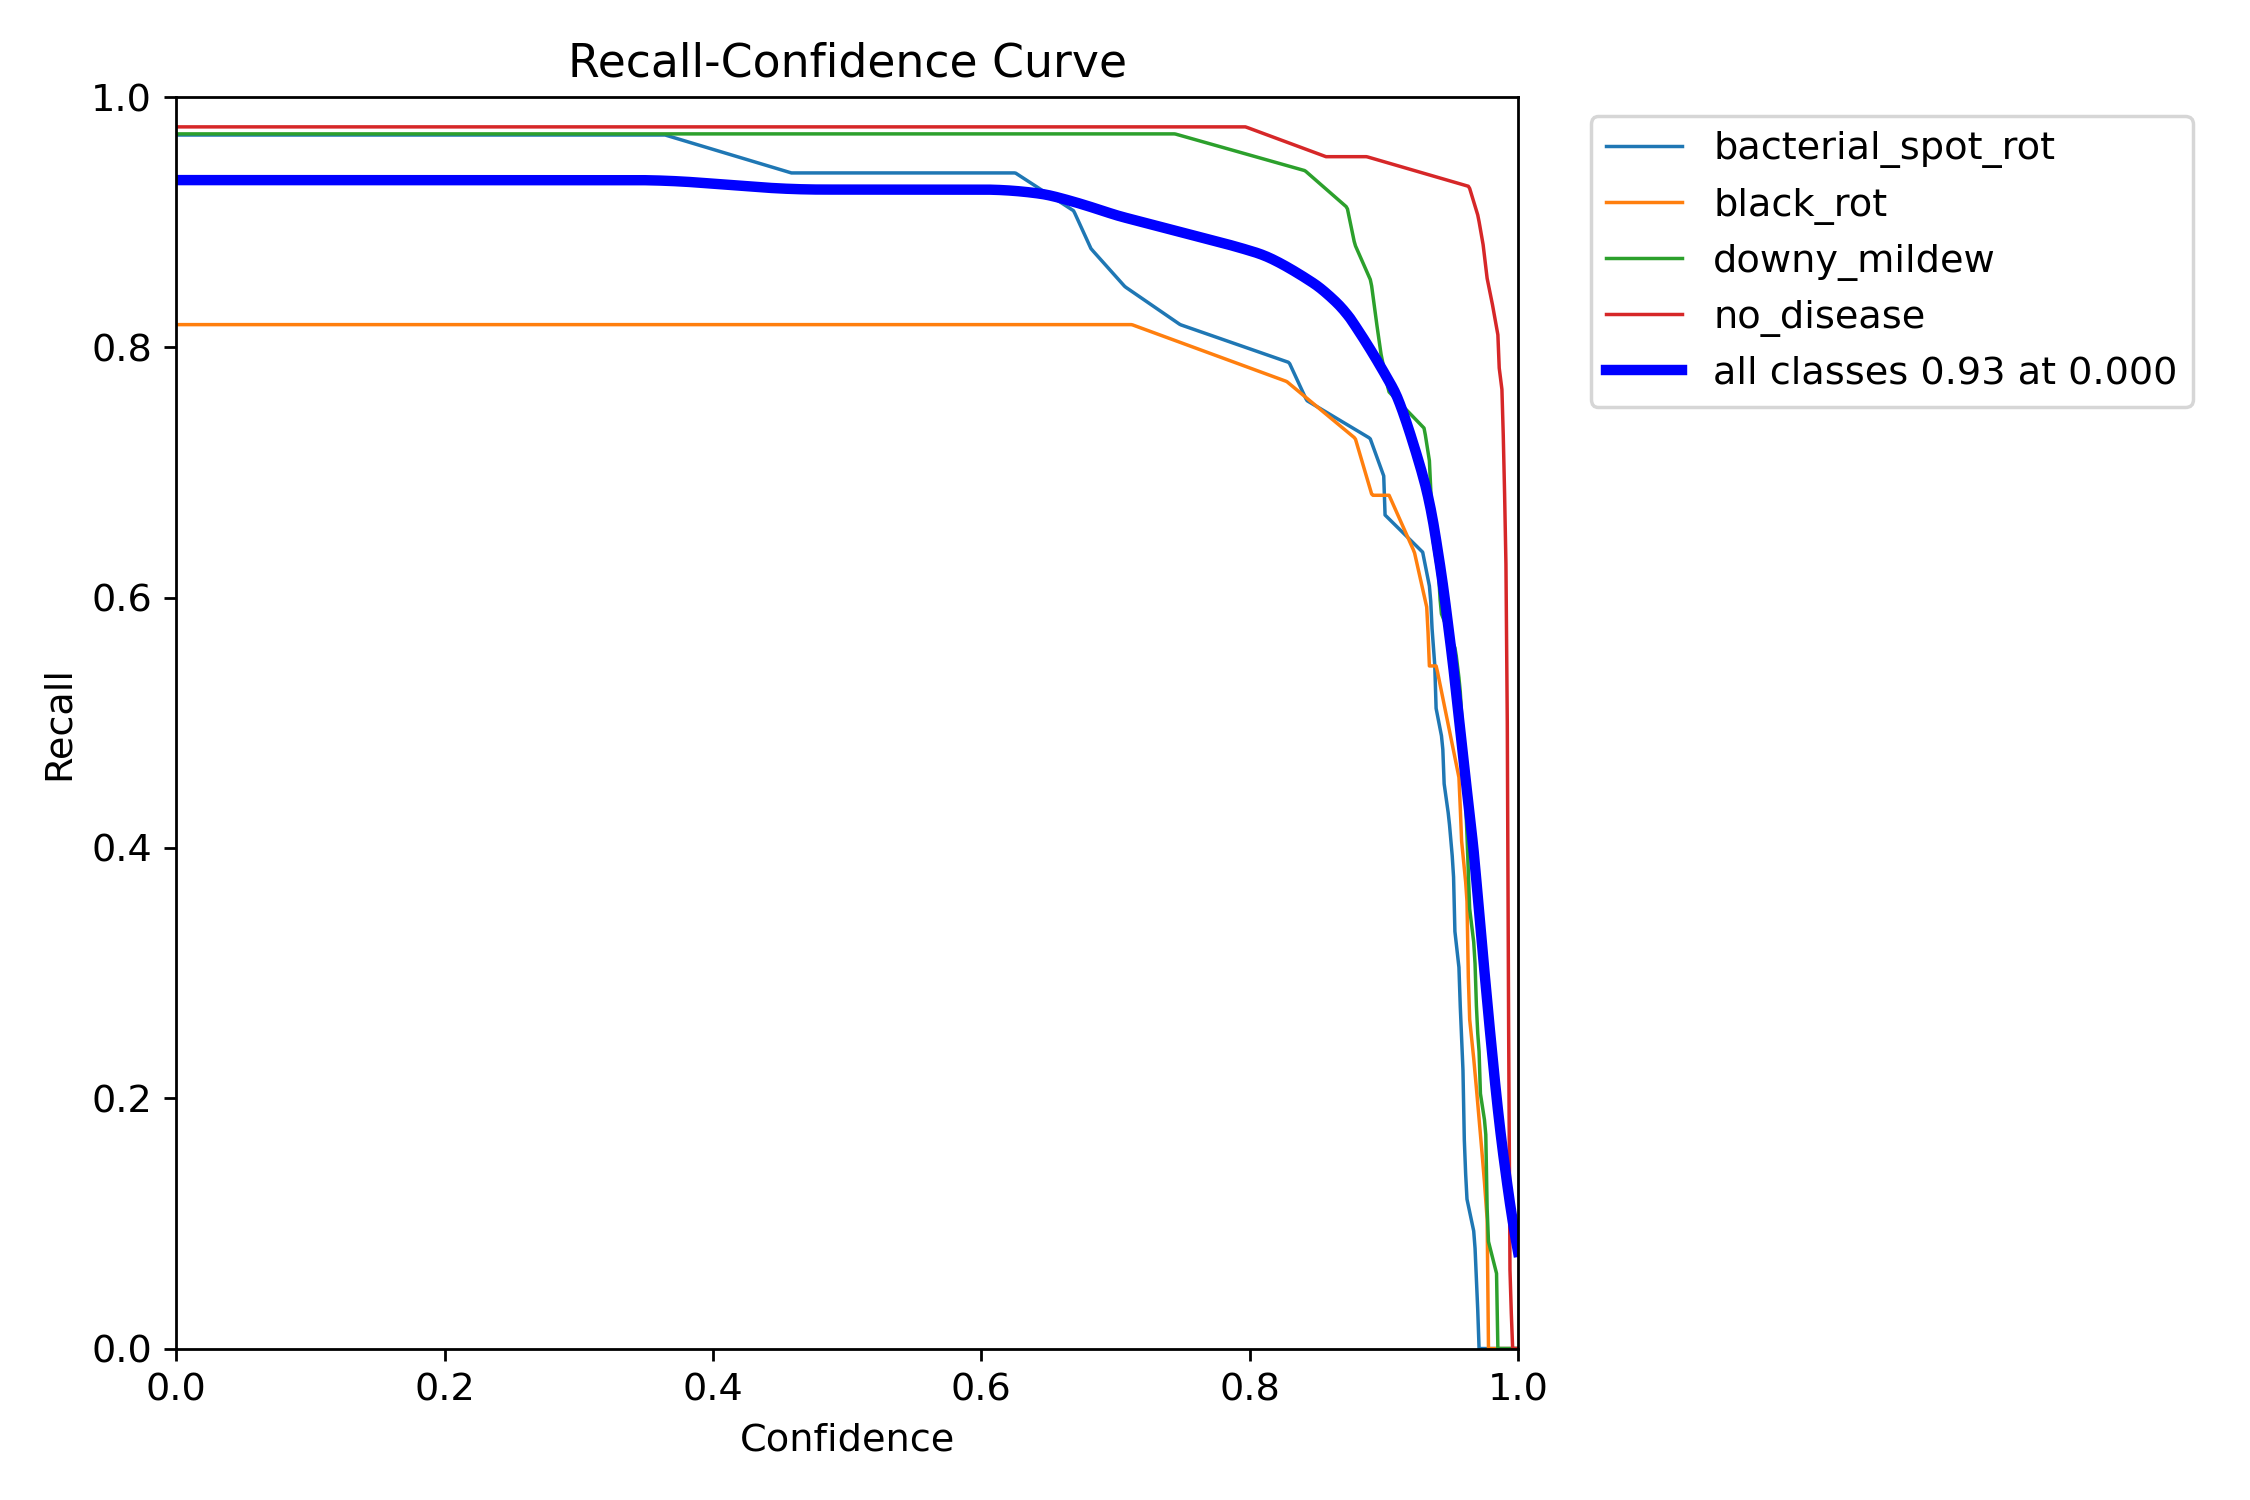 Recall-Confidence Curve
1.0
0.8
0.6
0.4
0.2
0.0
Recall
0.0 0.2 0.4 0.6 0.8 1.0
Confidence
bacterial_spot_rot
black_rot
downy_mildew
no_disease
all classes 0.93 at 0.000